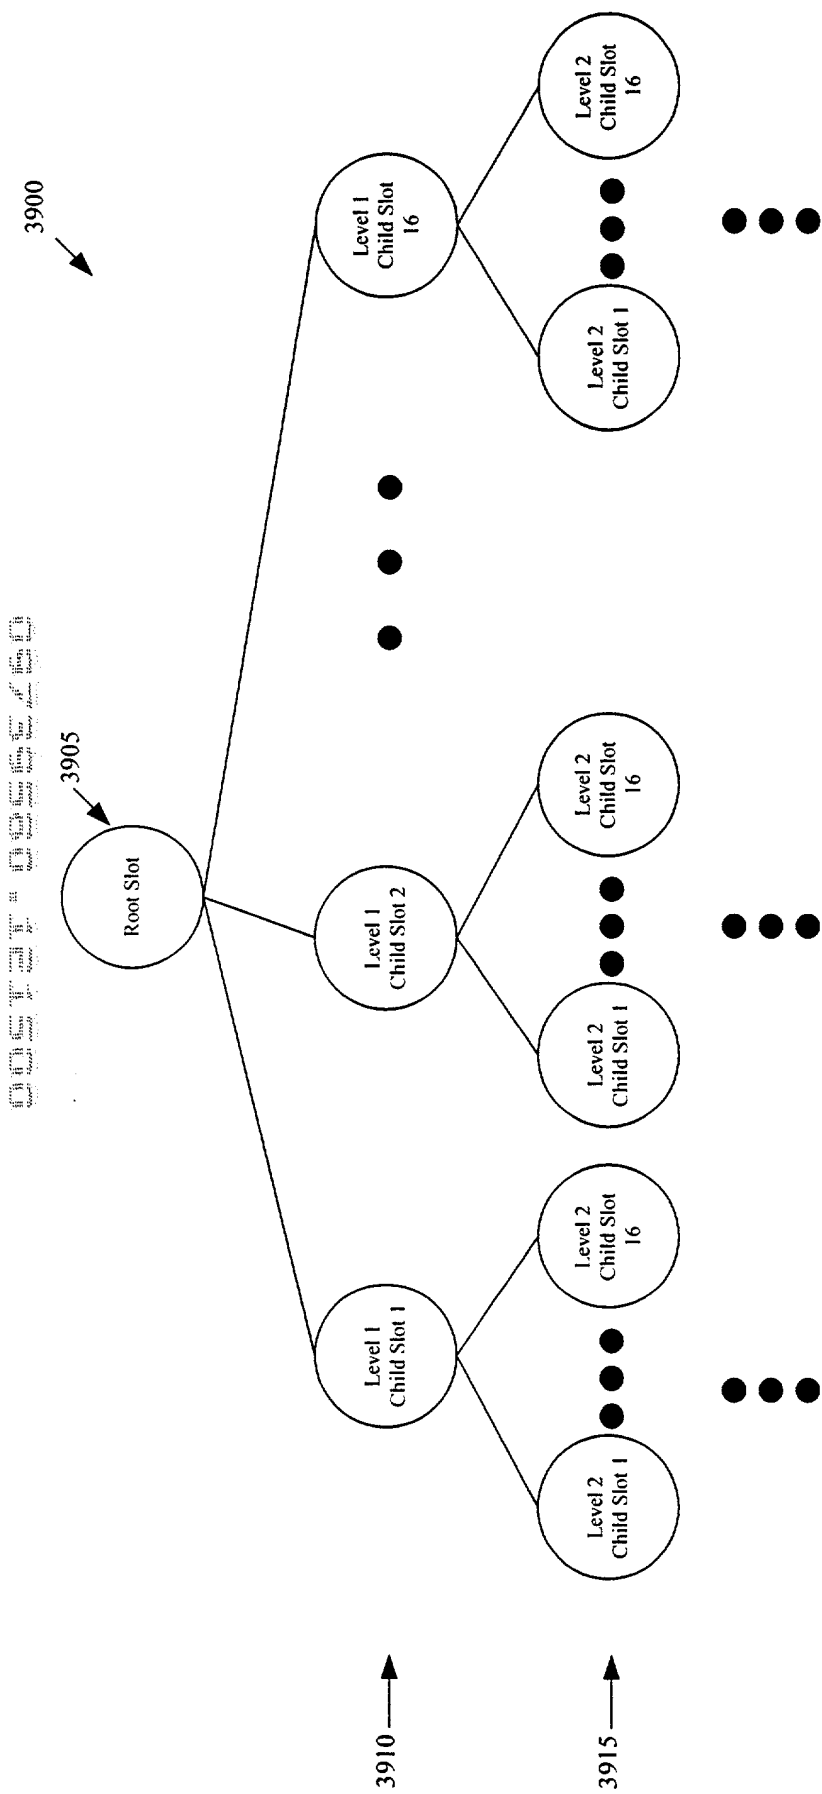 3900
3905
Root Slot
3910
Level 1
Child Slot 1
Level 1
Child Slot 2
Level 1
Child Slot
16
3915
Level 2
Child Slot 1
Level 2
Child Slot
16
Level 2
Child Slot 1
Level 2
Child Slot
16
Level 2
Child Slot 1
Level 2
Child Slot
16